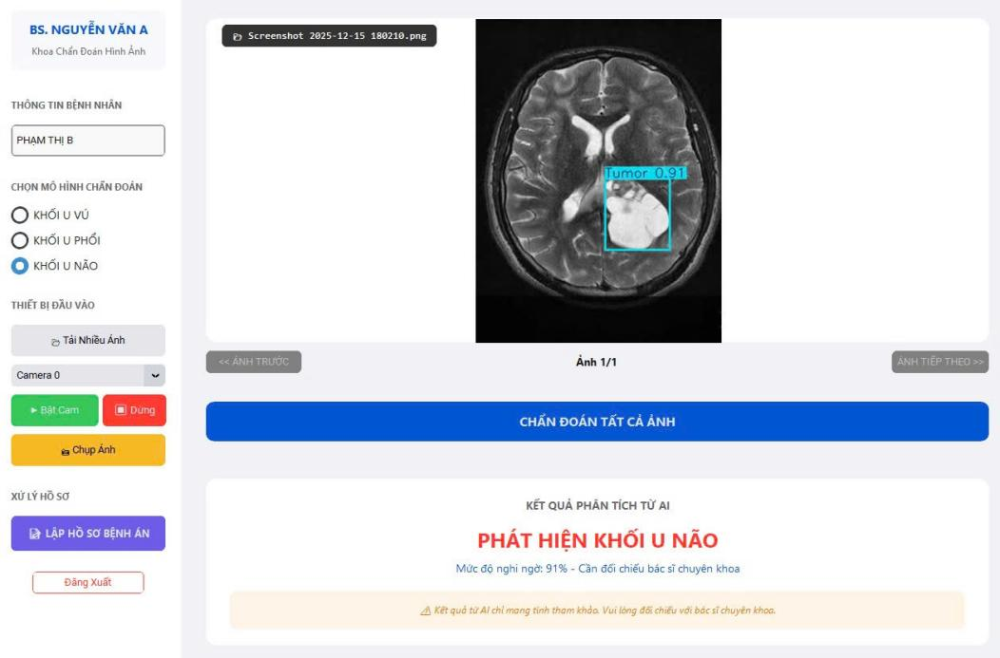 BS. NGUYỄN VĂN A
Khoa Chẩn Đoán Hình Ảnh
THÔNG TIN BỆNH NHÂN
PHẠM THỊ B
CHỌN MÔ HÌNH CHẨN ĐOÁN
KHỐI U VÚ
KHỐI U PHỔI
KHỐI U NÃO
THIẾT BỊ ĐẦU VÀO
Tải Nhiều Ảnh
Camera 0
Bật Cam
Dừng
Chụp Ảnh
XỬ LÝ HỒ SƠ
LẬP HỒ SƠ BỆNH ÁN
Đăng Xuất
Screenshot 2025-12-15 180210.png
Tumor 0.91
<< ẢNH TRƯỚC
Ảnh 1/1
ẢNH TIẾP THEO >>
CHẨN ĐOÁN TẤT CẢ ẢNH
KẾT QUẢ PHÂN TÍCH TỪ AI
PHÁT HIỆN KHỐI U NÃO
Mức độ nghi ngờ: 91% - Cần đối chiếu bác sĩ chuyên khoa
⚠ Kết quả từ AI chỉ mang tính tham khảo. Vui lòng đối chiếu với bác sĩ chuyên khoa.